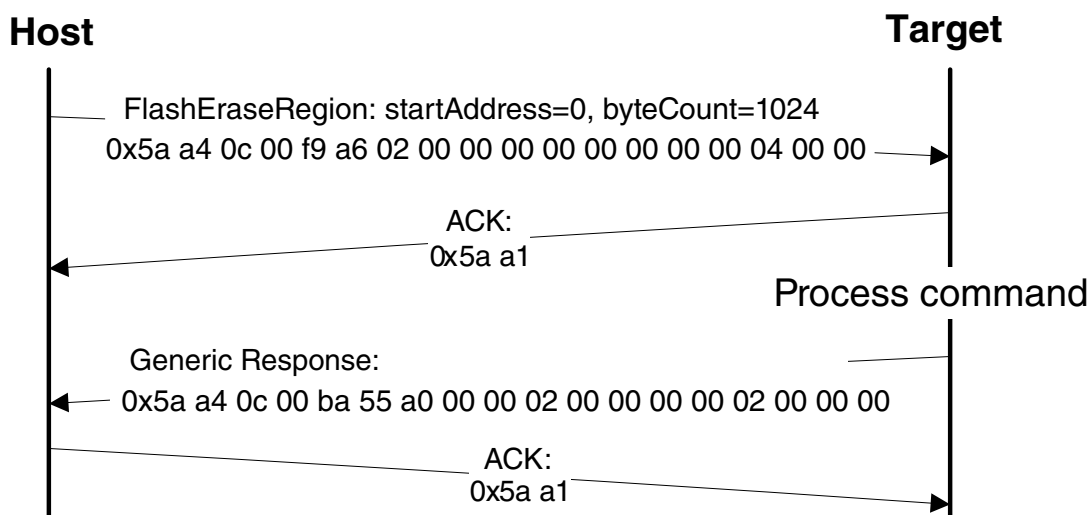 Host
Target
FlashEraseRegion: startAddress=0, byteCount=1024
0x5a a4 0c 00 f9 a6 02 00 00 00 00 00 00 00 00 04 00 00
ACK:
0x5a a1
Process command
Generic Response:
0x5a a4 0c 00 ba 55 a0 00 00 02 00 00 00 00 02 00 00 00
ACK:
0x5a a1